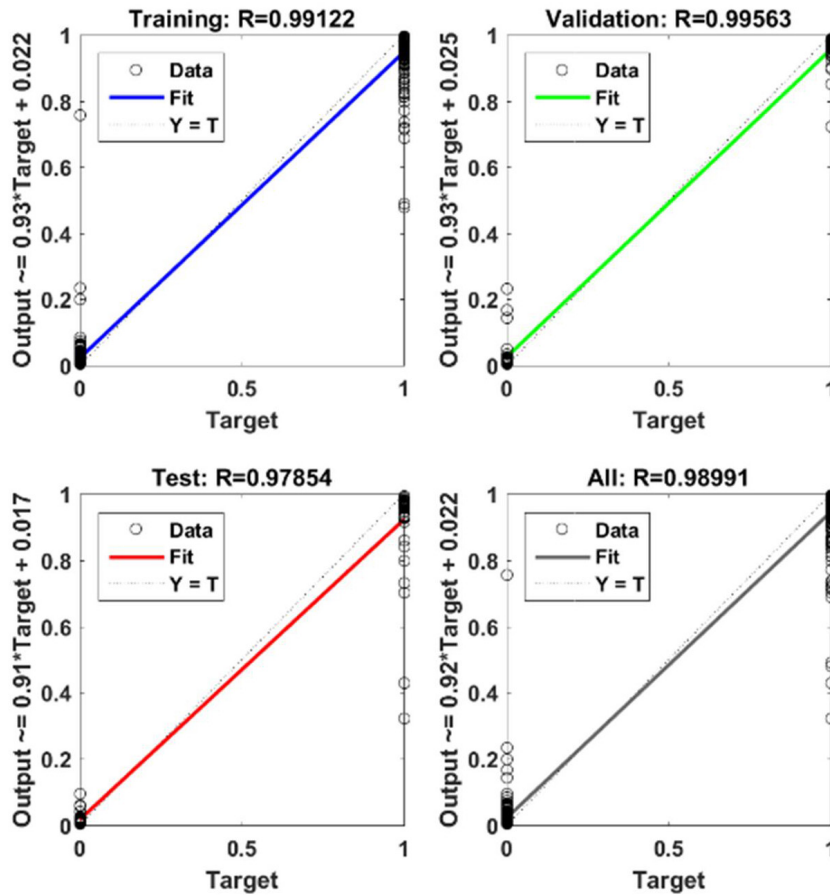 Training: R=0.99122
Output ~= 0.93*Target + 0.022
1
0.8
0.6
0.4
0.2
0
Data
Fit
Y = T
0
0.5
1
Target
Validation: R=0.99563
Output ~= 0.93*Target + 0.025
1
0.8
0.6
0.4
0.2
0
Data
Fit
Y = T
0
0.5
1
Target
Test: R=0.97854
Output ~= 0.91*Target + 0.017
1
0.8
0.6
0.4
0.2
0
Data
Fit
Y = T
0
0.5
1
Target
All: R=0.98991
Output ~= 0.92*Target + 0.022
1
0.8
0.6
0.4
0.2
0
Data
Fit
Y = T
0
0.5
1
Target